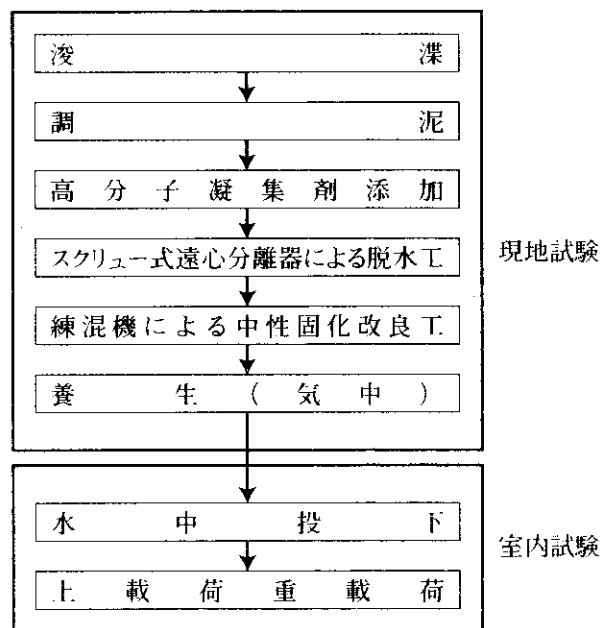 浚渫
調泥
高分子凝集剤添加
スクリュー式遠心分離器による脱水工
現地試験
練混機による中性固化改良工
養生(気中)
水中投下
室内試験
上載荷重載荷